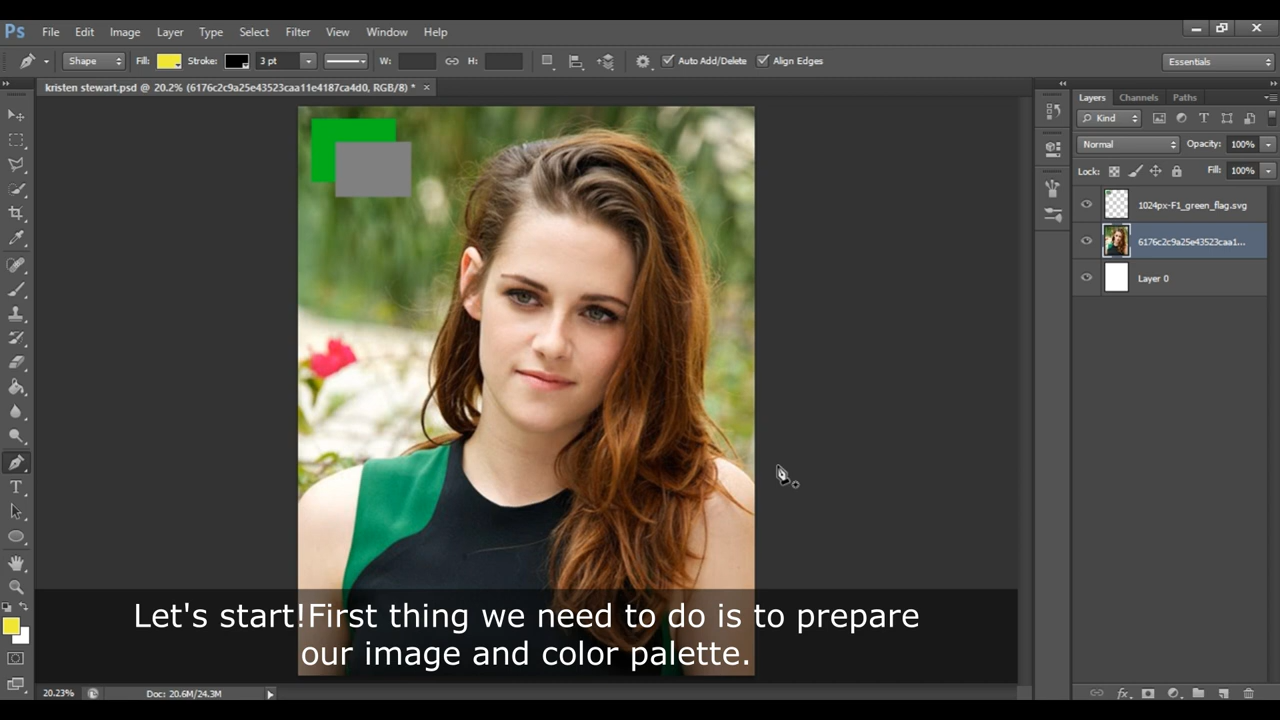 Ps File Edit Image Layer Type Select Filter View Window Help
Shape Fill: Stroke: 3 pt W: H: Auto Add/Delete Align Edges Essentials
kristen stewart.psd @ 20.2% (6176c2c9a25e43523caa11e4187ca4d0, RGB/8) * ×
Layers Channels Paths
Kind
Normal Opacity: 100%
Lock: Fill: 100%
1024px-F1_green_flag.svg
6176c2c9a25e43523caa1...
Layer 0
Let's start!First thing we need to do is to prepare
our image and color palette.
20.23% Doc: 20.6M/24.3M
fx